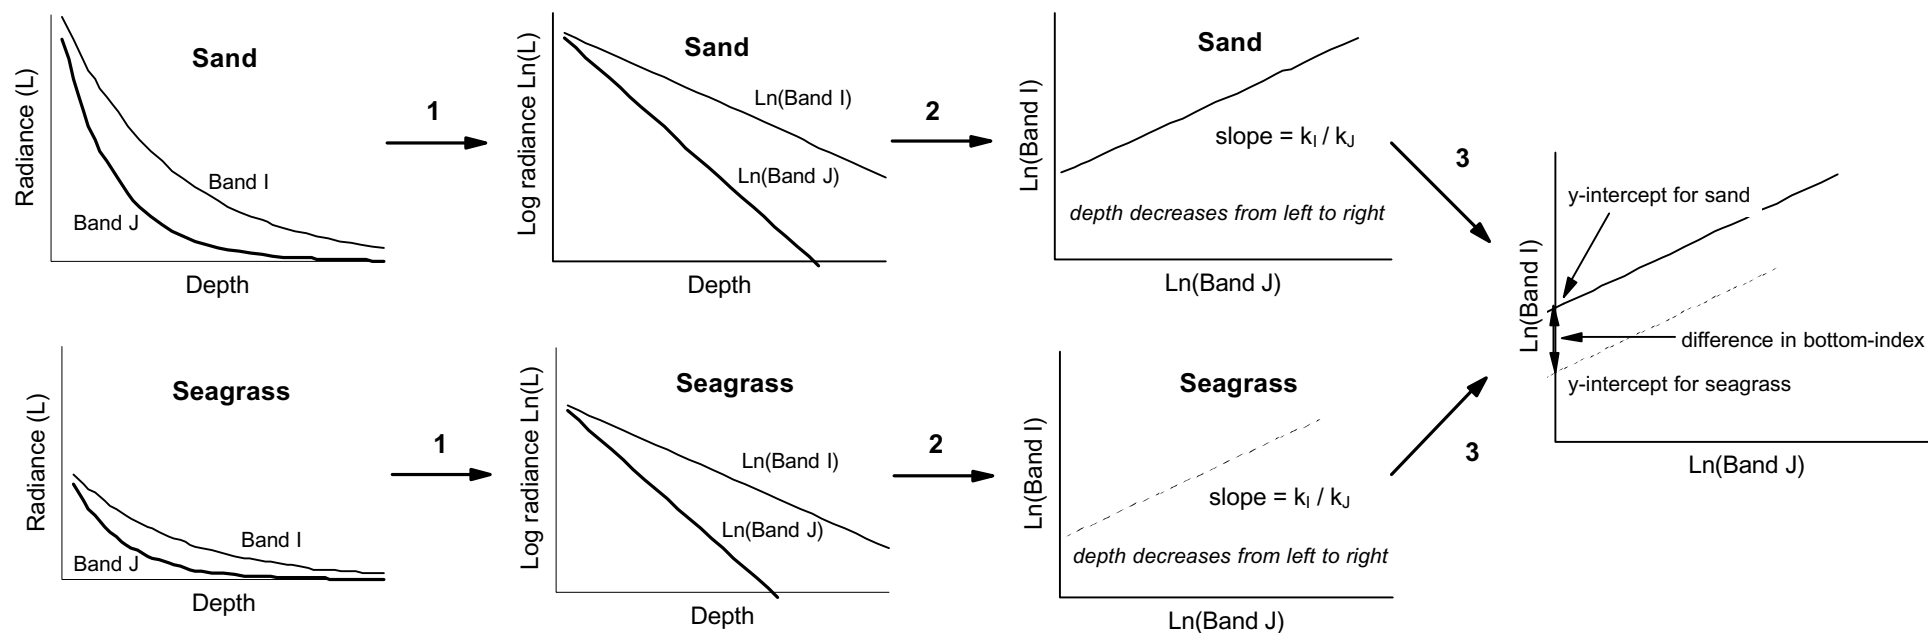 Sand
Radiance (L)
Band I
Band J
Depth
1
Sand
Log radiance Ln(L)
Ln(Band I)
Ln(Band J)
Depth
2
Sand
Ln(Band I)
slope = kI / kJ
depth decreases from left to right
Ln(Band J)
3
Seagrass
Radiance (L)
Band I
Band J
Depth
1
Seagrass
Log radiance Ln(L)
Ln(Band I)
Ln(Band J)
Depth
2
Seagrass
Ln(Band I)
slope = kI / kJ
depth decreases from left to right
Ln(Band J)
3
y-intercept for sand
Ln(Band I)
difference in bottom-index
y-intercept for seagrass
Ln(Band J)